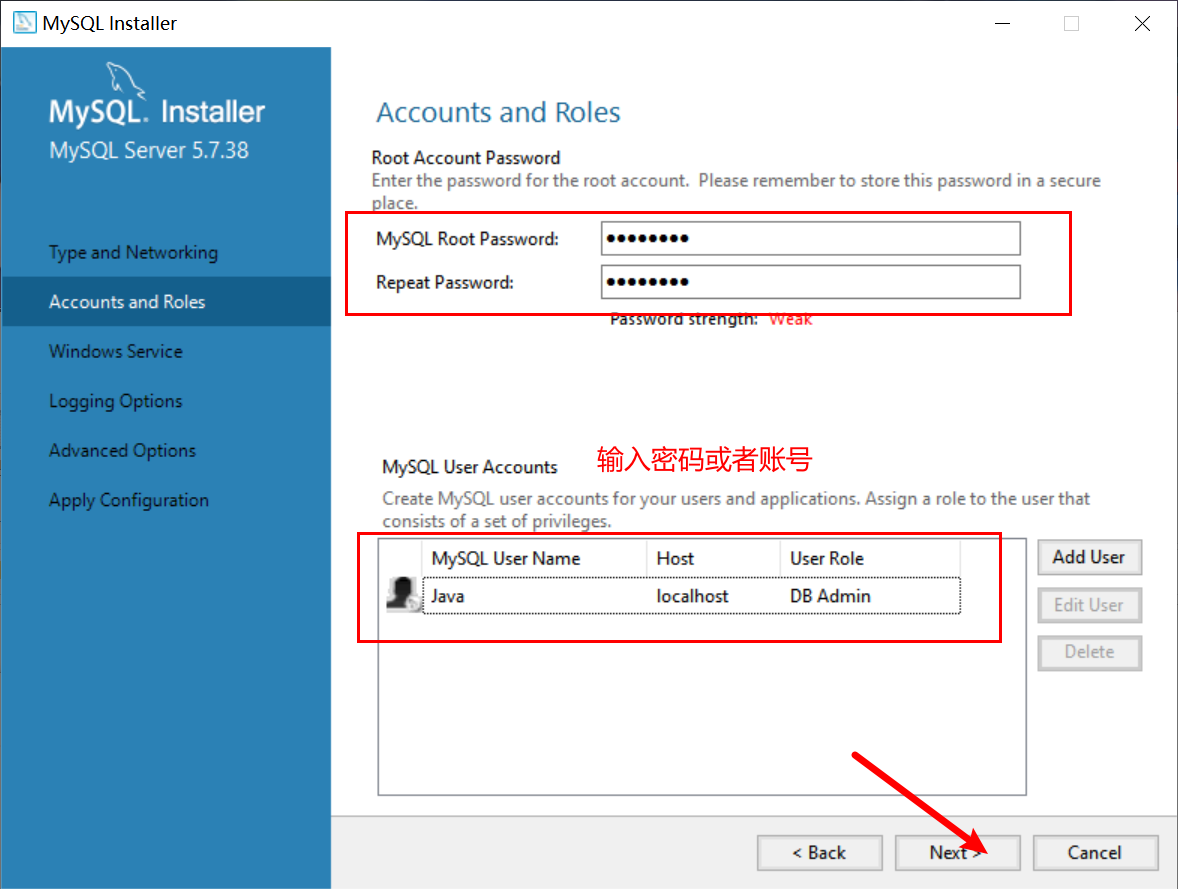 MySQL Installer
MySQL. Installer
MySQL Server 5.7.38
Type and Networking
Accounts and Roles
Windows Service
Logging Options
Advanced Options
Apply Configuration
Accounts and Roles
Root Account Password
Enter the password for the root account. Please remember to store this password in a secure
place.
MySQL Root Password: ●●●●●●●●
Repeat Password: ●●●●●●●●
Password strength: Weak
MySQL User Accounts 输入密码或者账号
Create MySQL user accounts for your users and applications. Assign a role to the user that
consists of a set of privileges.
MySQL User Name Host User Role
Java localhost DB Admin
Add User
Edit User
Delete
< Back Next > Cancel